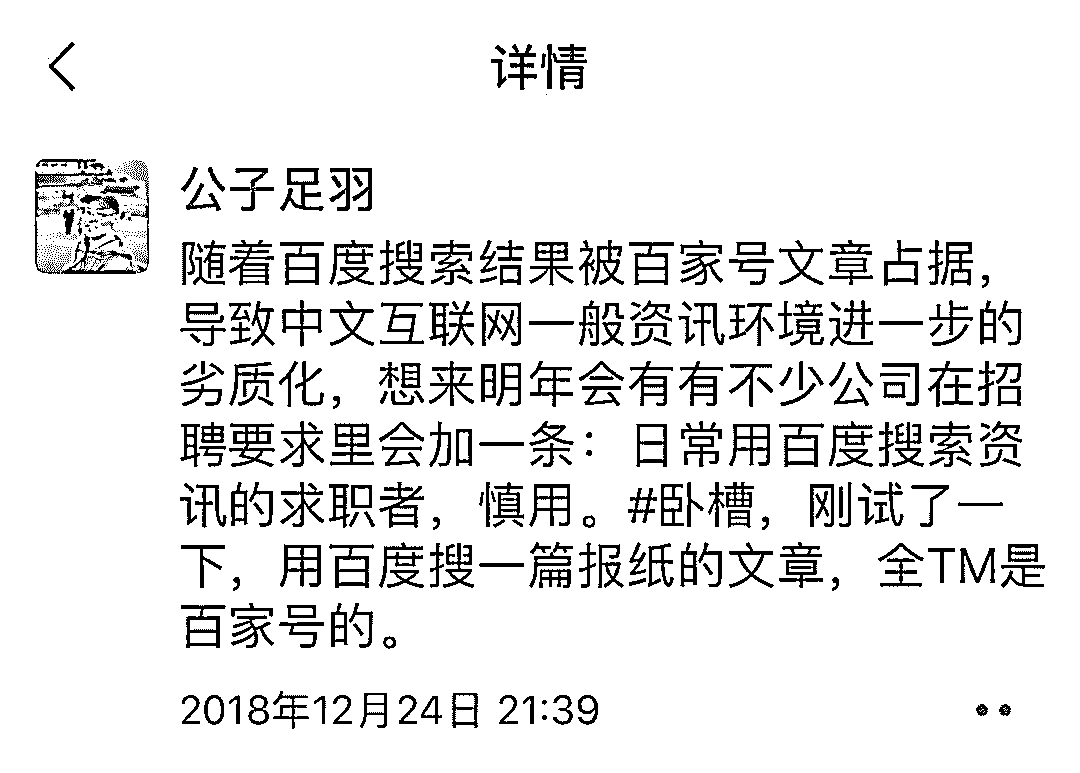 详情
公子足羽
随着百度搜索结果被百家号文章占据，
导致中文互联网一般资讯环境进一步的
劣质化，想来明年会有有不少公司在招
聘要求里会加一条：日常用百度搜索资
讯的求职者，慎用。#卧槽，刚试了一
下，用百度搜一篇报纸的文章，全TM是
百家号的。
2018年12月24日 21:39